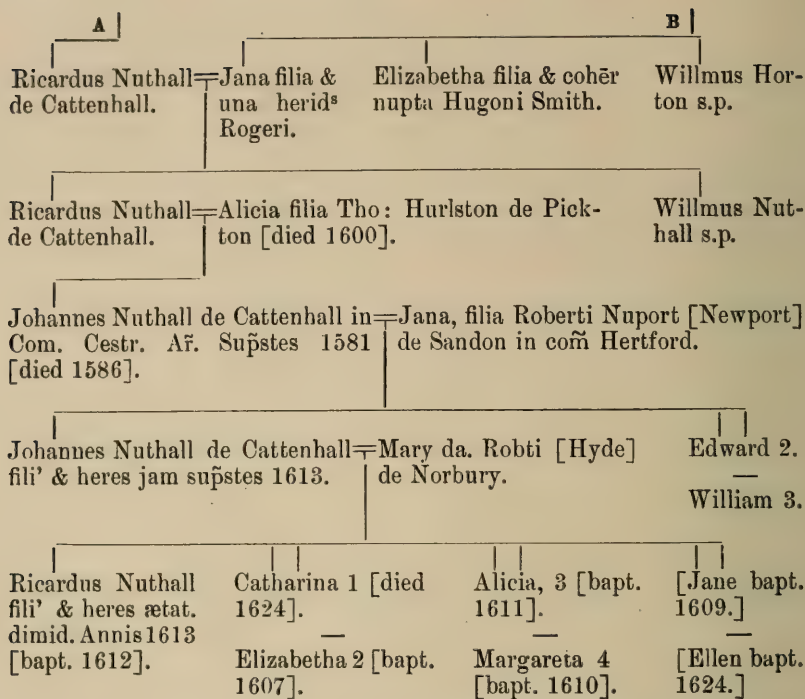 A B
Ricardus Nuthall=Jana filia & Elizabetha filia & cohēr Willmus Hor-
de Cattenhall. una heridˢ nupta Hugoni Smith. ton s.p.
Rogeri.
Ricardus Nuthall=Alicia filia Tho: Hurlston de Pick- Willmus Nut-
de Cattenhall. ton [died 1600]. hall s.p.
Johannes Nuthall de Cattenhall in=Jana, filia Roberti Nuport [Newport]
Com. Cestr. Ar̃. Sup̃stes 1581 de Sandon in com̃ Hertford.
[died 1586].
Johannes Nuthall de Cattenhall=Mary da. Robti [Hyde] Edward 2.
fili’ & heres jam sup̃stes 1613. de Norbury. —
William 3.
Ricardus Nuthall Catharina 1 [died Alicia, 3 [bapt. [Jane bapt.
fili’ & heres ætat. 1624]. 1611]. 1609.]
dimid. Annis 1613 — — —
[bapt. 1612]. Elizabetha 2 [bapt. Margareta 4 [Ellen bapt.
1607]. [bapt. 1610]. 1624.]